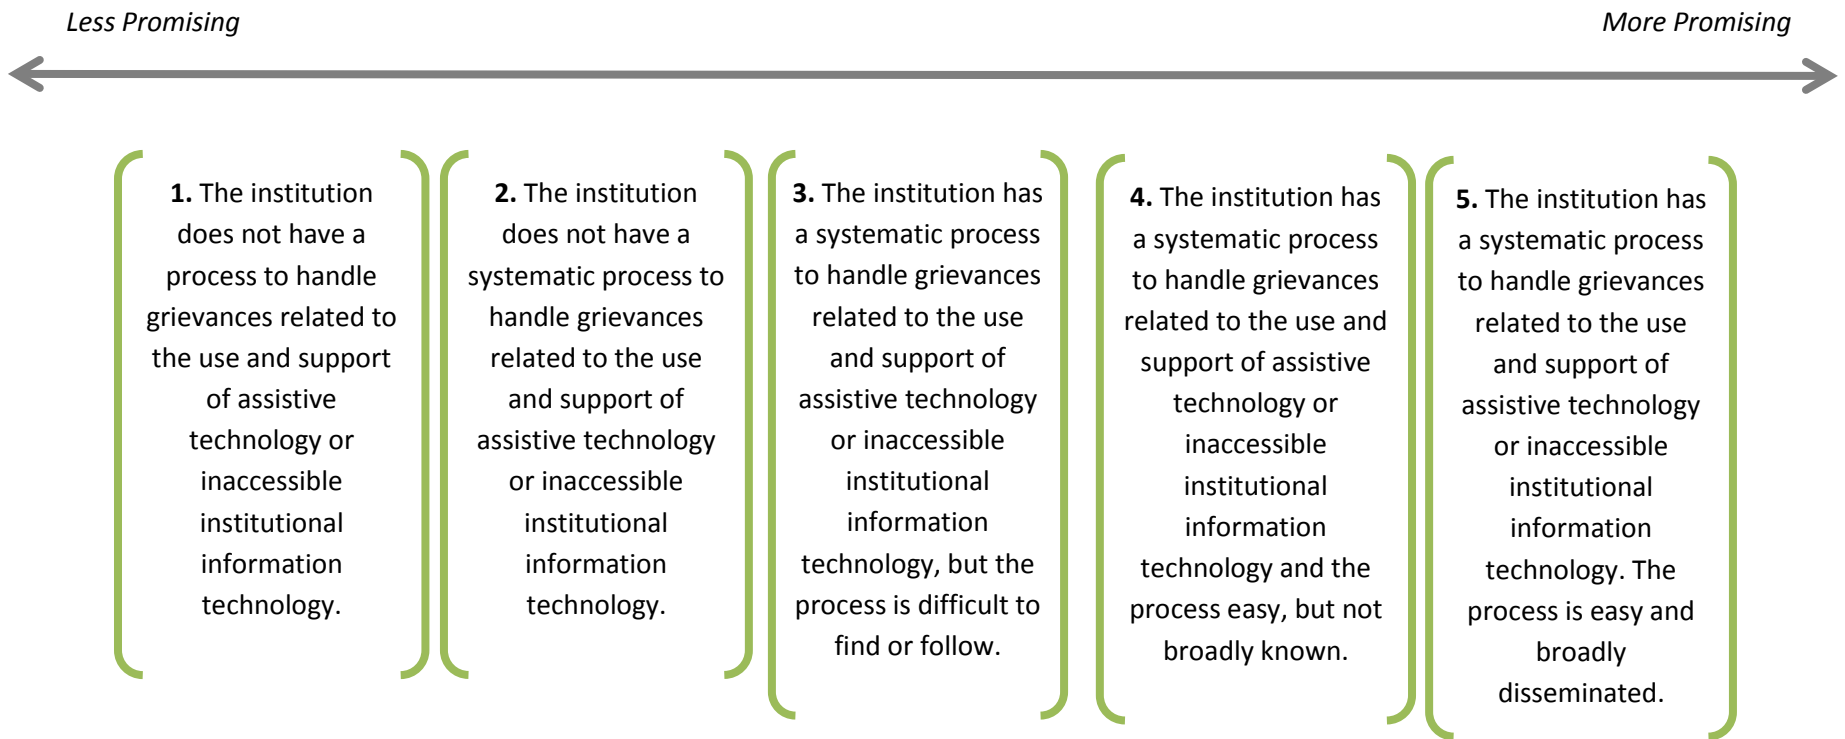 Less Promising
More Promising
1. The institution
does not have a
process to handle
grievances related to
the use and support
of assistive
technology or
inaccessible
institutional
information
technology.
2. The institution
does not have a
systematic process to
handle grievances
related to the use
and support of
assistive technology
or inaccessible
institutional
information
technology.
3. The institution has
a systematic process
to handle grievances
related to the use
and support of
assistive technology
or inaccessible
institutional
information
technology, but the
process is difficult to
find or follow.
4. The institution has
a systematic process
to handle grievances
related to the use and
support of assistive
technology or
inaccessible
institutional
information
technology and the
process easy, but not
broadly known.
5. The institution has
a systematic process
to handle grievances
related to the use
and support of
assistive technology
or inaccessible
institutional
information
technology. The
process is easy and
broadly
disseminated.